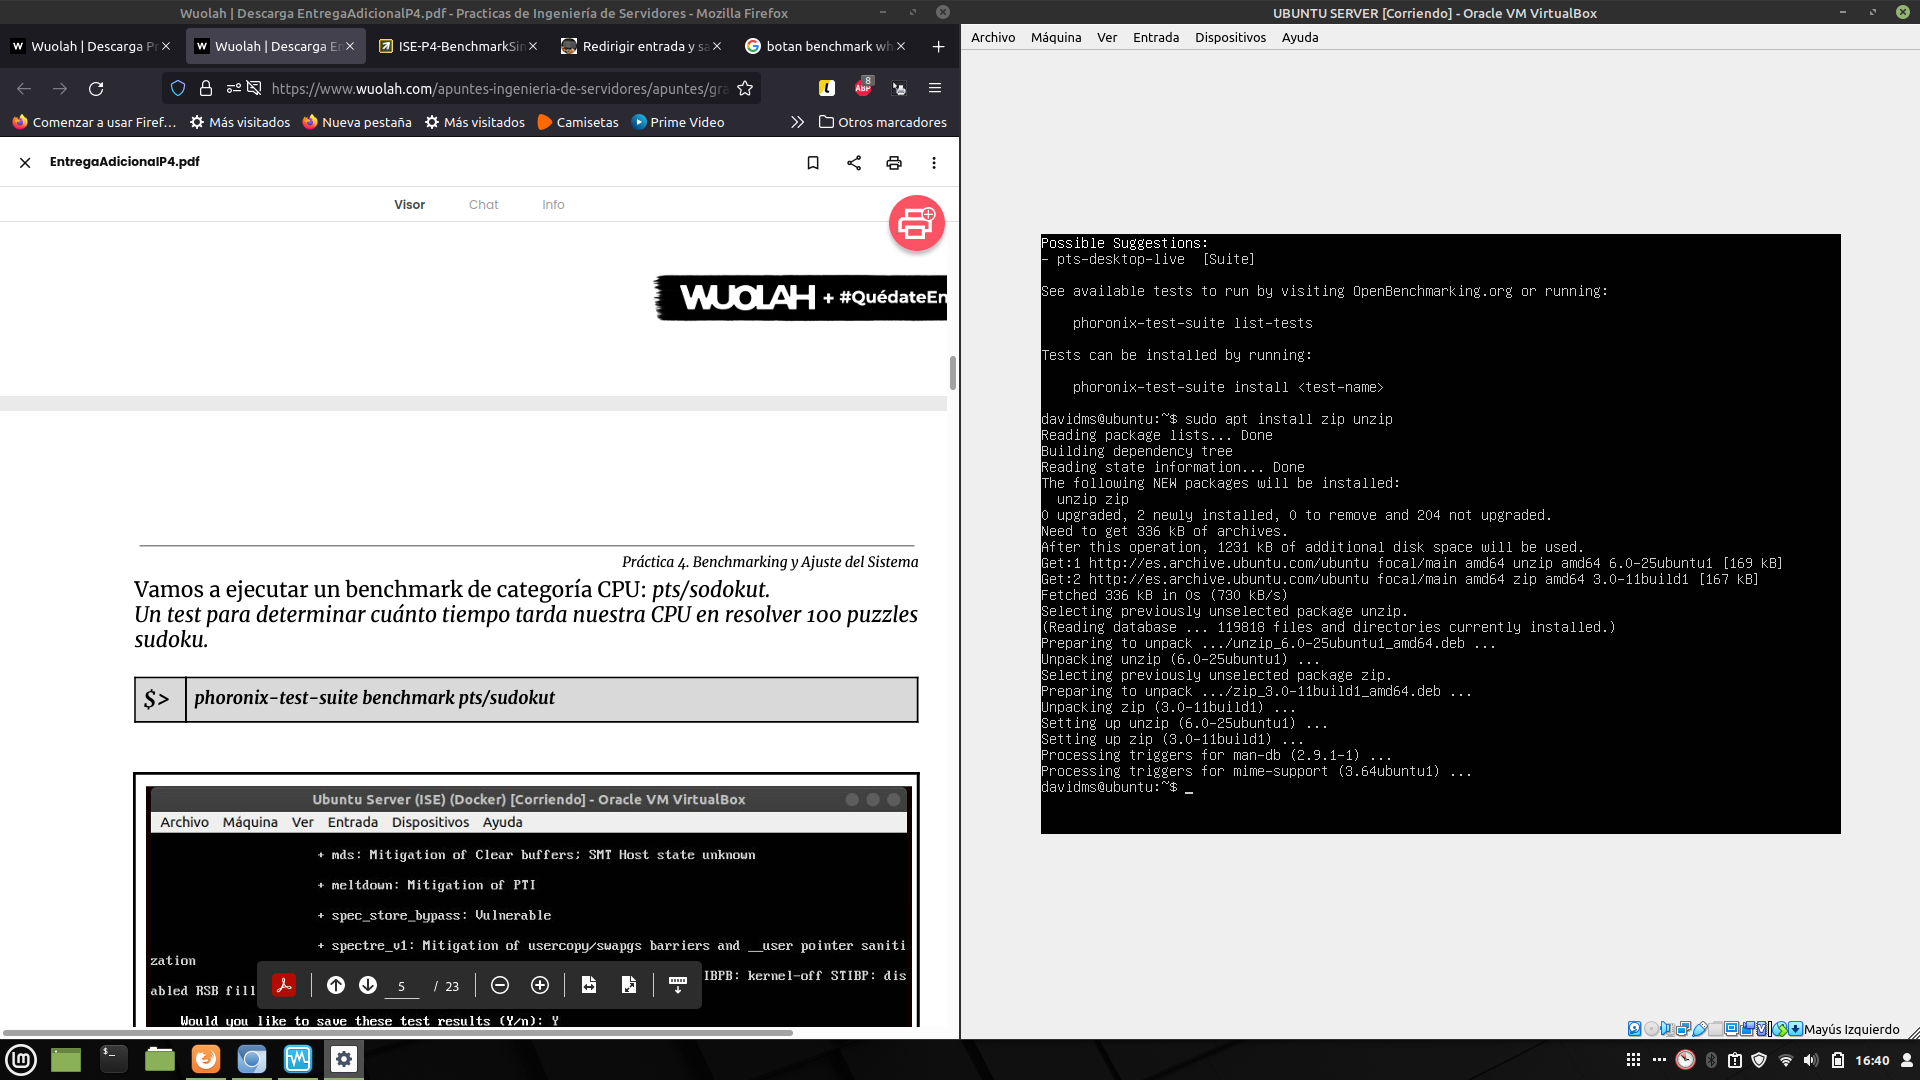 Wuolah | Descarga EntregaAdicionalP4.pdf - Practicas de Ingeniería de Servidores - Mozilla Firefox
Wuolah | Descarga Pr
Wuolah | Descarga En
ISE-P4-BenchmarkSin
Redirigir entrada y sa
botan benchmark wh
https://www.wuolah.com/apuntes-ingenieria-de-servidores/apuntes/gra
8
ABP
Comenzar a usar Firef...
Más visitados
Nueva pestaña
Más visitados
Camisetas
Prime Video
Otros marcadores
EntregaAdicionalP4.pdf
Visor
Chat
Info
WUOLAH + #QuédateEn
Práctica 4. Benchmarking y Ajuste del Sistema
Vamos a ejecutar un benchmark de categoría CPU: pts/sodokut.
Un test para determinar cuánto tiempo tarda nuestra CPU en resolver 100 puzzles
sudoku.
$> phoronix-test-suite benchmark pts/sudokut
Ubuntu Server (ISE) (Docker) [Corriendo] - Oracle VM VirtualBox
Archivo Máquina Ver Entrada Dispositivos Ayuda
+ mds: Mitigation of Clear buffers; SMT Host state unknown
+ meltdown: Mitigation of PTI
+ spec_store_bypass: Vulnerable
+ spectre_v1: Mitigation of usercopy/swapgs barriers and __user pointer saniti
zation
IBPB: kernel-off STIBP: dis
abled RSB fill
5 / 23
Would you like to save these test results (Y/n): Y
UBUNTU SERVER [Corriendo] - Oracle VM VirtualBox
Archivo Máquina Ver Entrada Dispositivos Ayuda
Possible Suggestions:
- pts-desktop-live [Suite]
See available tests to run by visiting OpenBenchmarking.org or running:
phoronix-test-suite list-tests
Tests can be installed by running:
phoronix-test-suite install <test-name>
davidms@ubuntu:~$ sudo apt install zip unzip
Reading package lists... Done
Building dependency tree
Reading state information... Done
The following NEW packages will be installed:
unzip zip
0 upgraded, 2 newly installed, 0 to remove and 204 not upgraded.
Need to get 336 kB of archives.
After this operation, 1231 kB of additional disk space will be used.
Get:1 http://es.archive.ubuntu.com/ubuntu focal/main amd64 unzip amd64 6.0-25ubuntu1 [169 kB]
Get:2 http://es.archive.ubuntu.com/ubuntu focal/main amd64 zip amd64 3.0-11build1 [167 kB]
Fetched 336 kB in 0s (730 kB/s)
Selecting previously unselected package unzip.
(Reading database ... 119818 files and directories currently installed.)
Preparing to unpack .../unzip_6.0-25ubuntu1_amd64.deb ...
Unpacking unzip (6.0-25ubuntu1) ...
Selecting previously unselected package zip.
Preparing to unpack .../zip_3.0-11build1_amd64.deb ...
Unpacking zip (3.0-11build1) ...
Setting up unzip (6.0-25ubuntu1) ...
Setting up zip (3.0-11build1) ...
Processing triggers for man-db (2.9.1-1) ...
Processing triggers for mime-support (3.64ubuntu1) ...
davidms@ubuntu:~$ _
Mayús Izquierdo
16:40